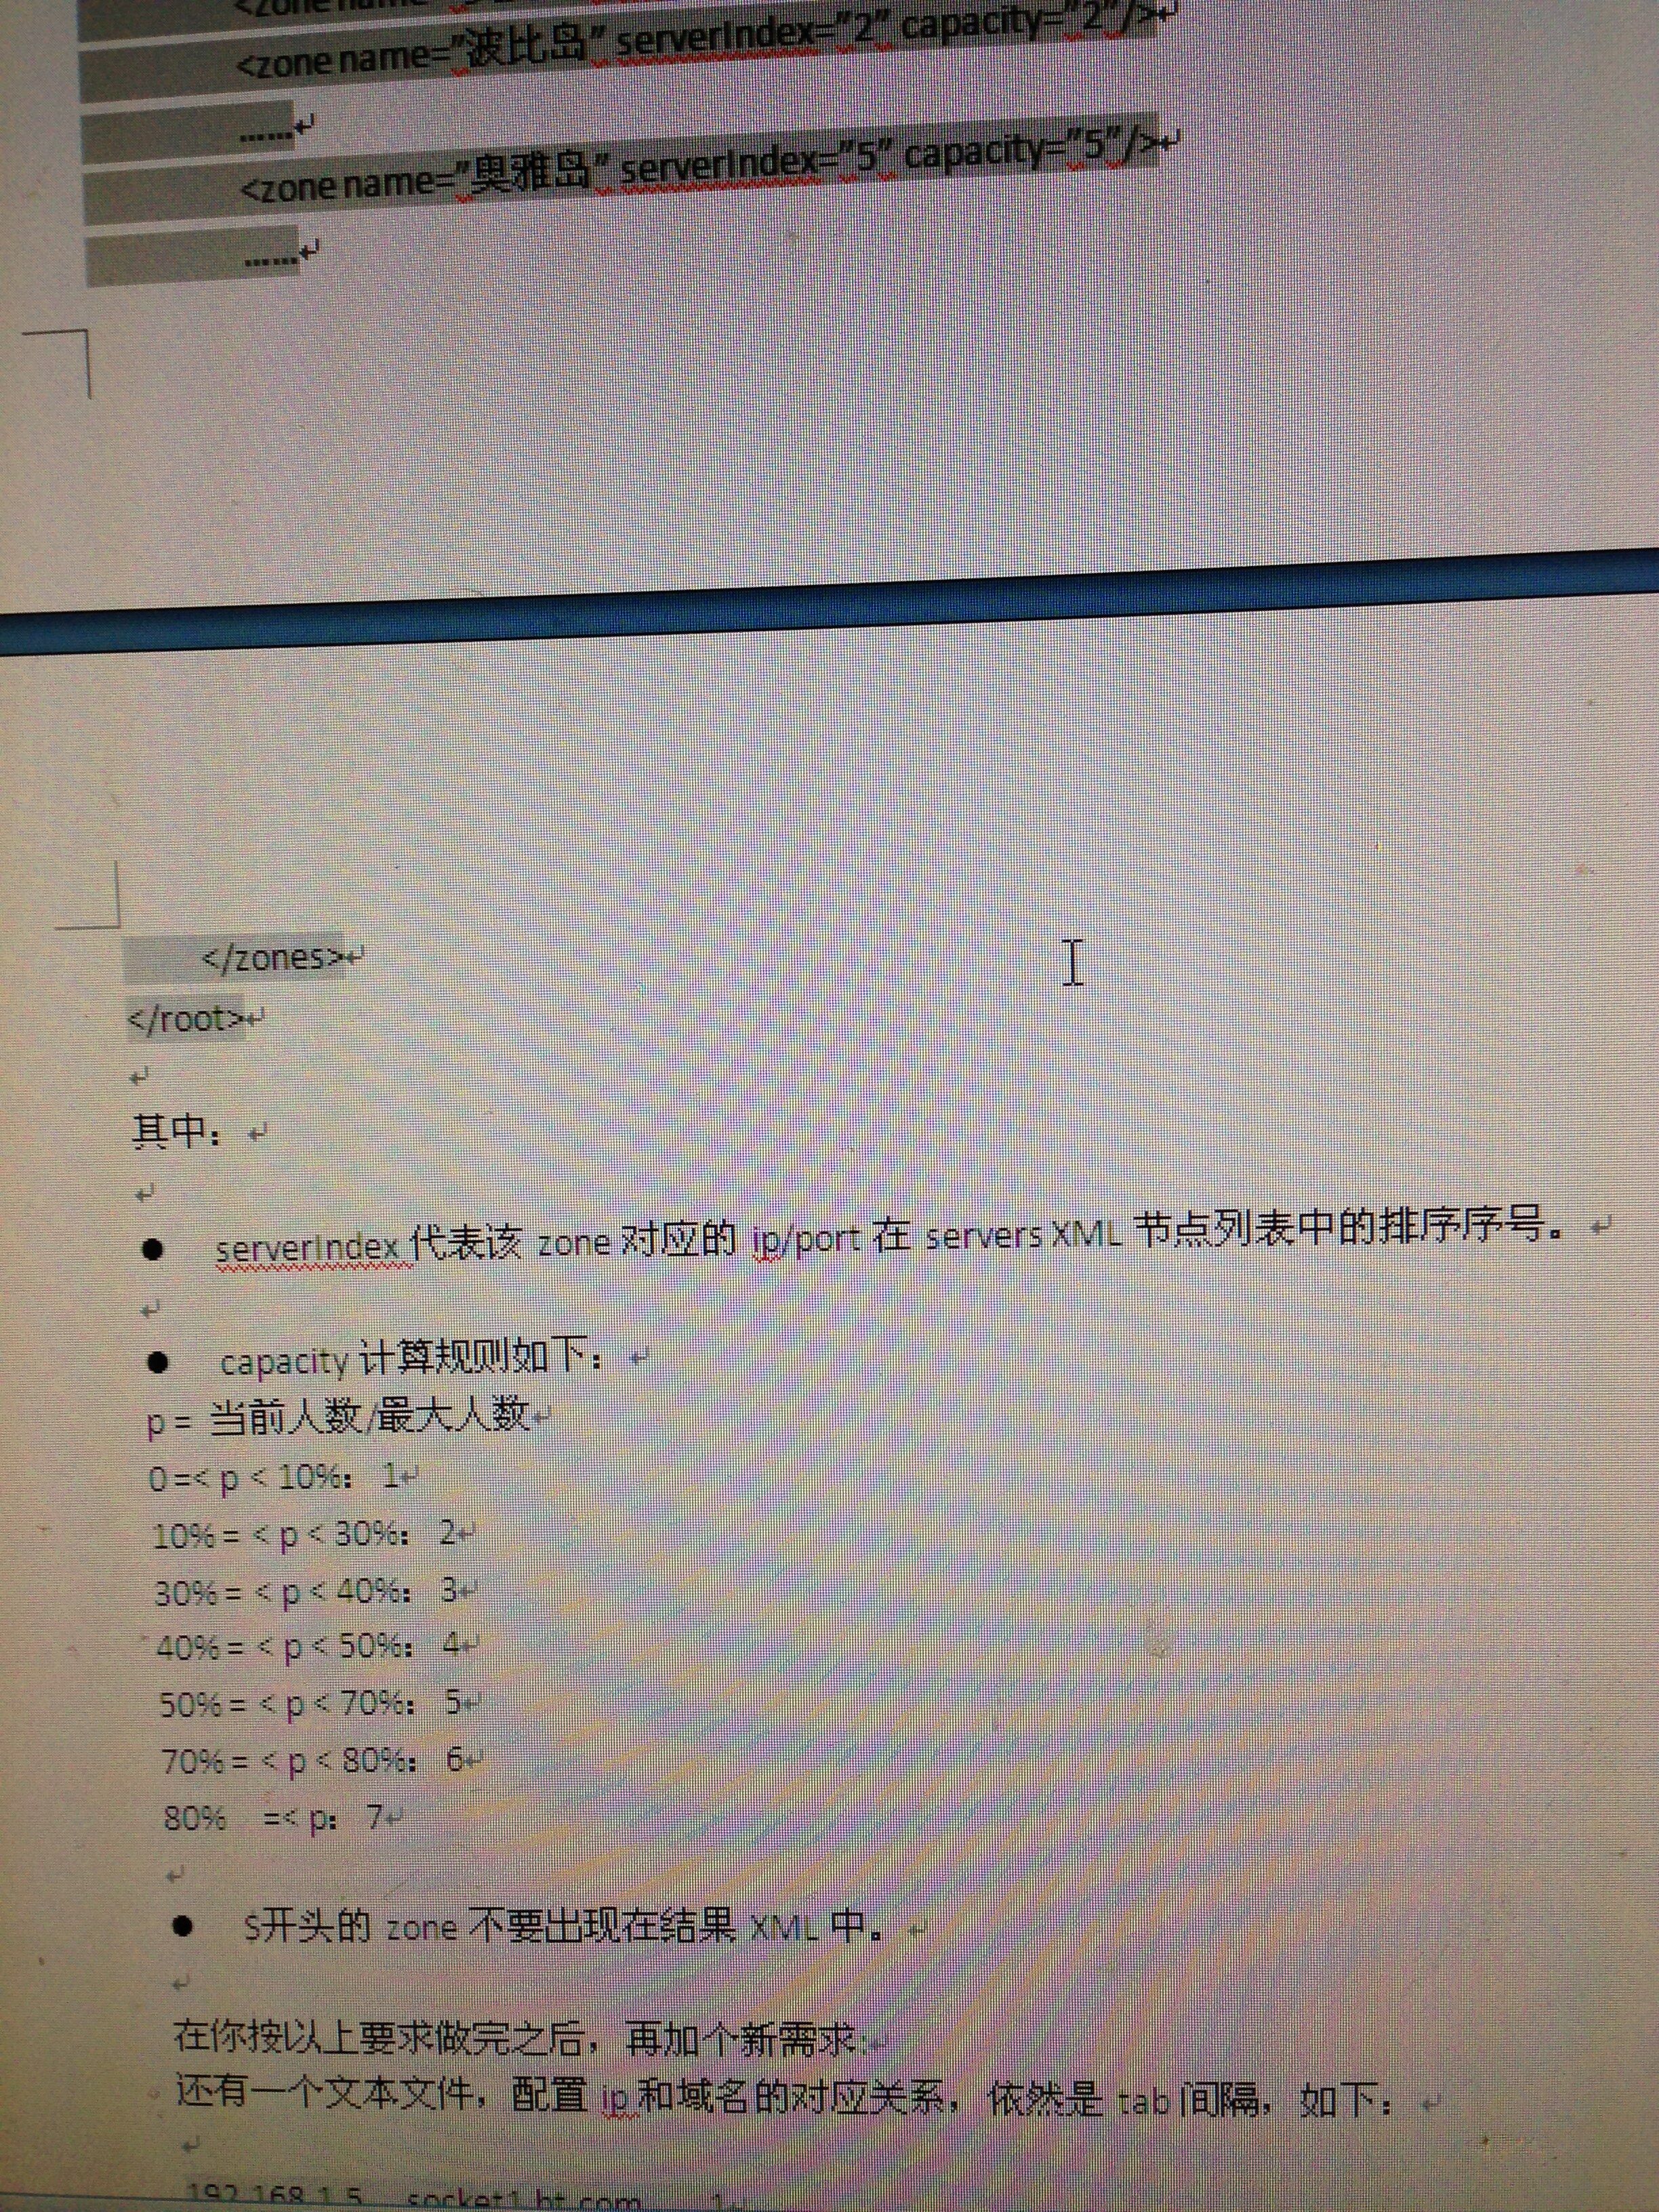 <zone name="
<zone name="波比岛" serverIndex="2" capacity="2"/>
……
<zone name="奥雅岛" serverIndex="5" capacity="5"/>
……
</zones>
</root>
其中：
● serverIndex 代表该 zone 对应的 ip/port 在 servers XML 节点列表中的排序序号。
● capacity 计算规则如下：
p = 当前人数/最大人数
0 =< p < 10%： 1
10% = < p < 30%： 2
30% = < p < 40%： 3
40% = < p < 50%： 4
50% = < p < 70%： 5
70% = < p < 80%： 6
80% =< p： 7
● $开头的 zone 不要出现在结果 XML 中。
在你按以上要求做完之后，再加个新需求:
还有一个文本文件，配置 ip 和域名的对应关系，依然是 tab 间隔，如下：
192.168.1.5 socket1.bt.com 1